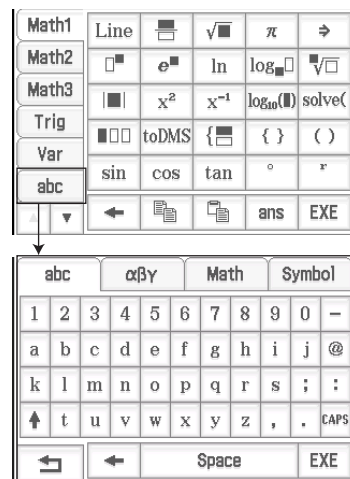 Math1 Line π ⇒
Math2 e ln log
Math3 x² x⁻¹ log₁₀( ) solve(
Trig toDMS { { } ( )
Var sin cos tan ° r
abc ans EXE
abc αβγ Math Symbol
1 2 3 4 5 6 7 8 9 0 −
a b c d e f g h i j @
k l m n o p q r s ; :
t u v w x y z , . CAPS
Space EXE